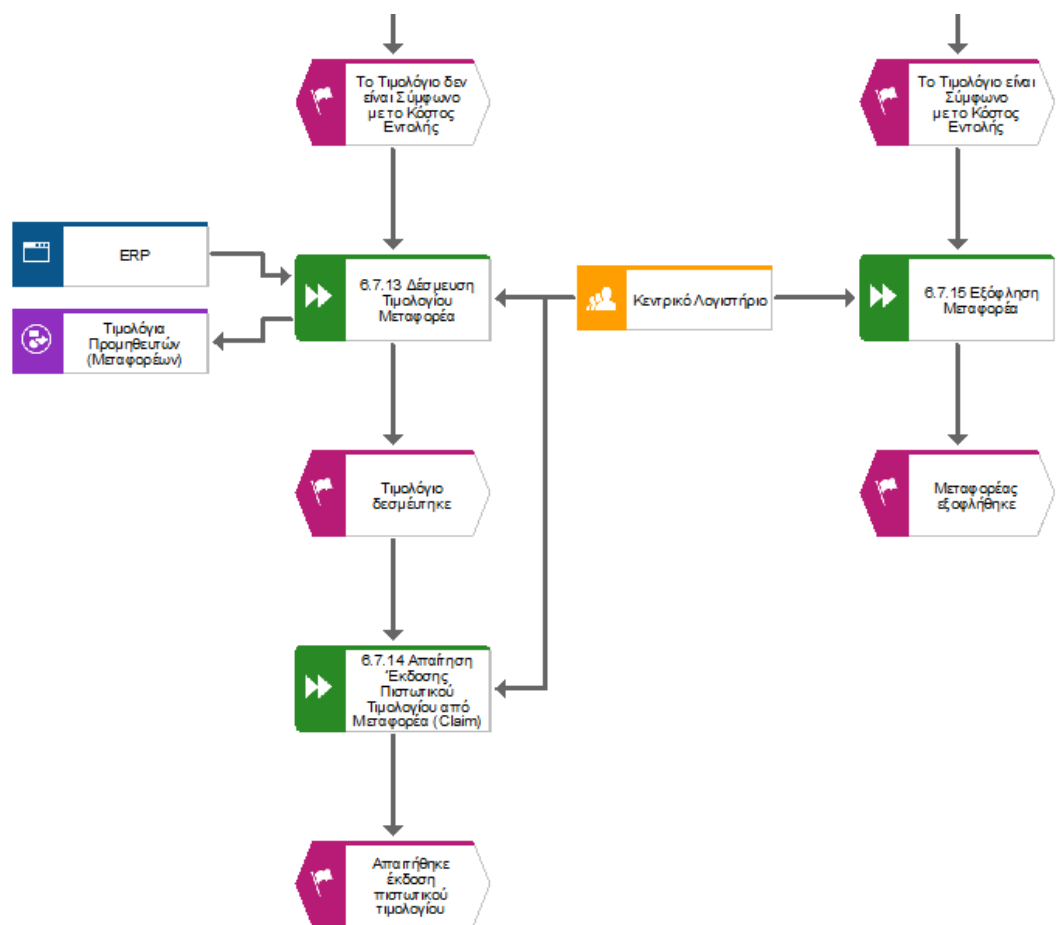 Το Τιμολόγιο δεν
είναι Σύμφωνο
με το Κόστος
Εντολής
Το Τιμολόγιο είναι
Σύμφωνο
με το Κόστος
Εντολής
ERP
6.7.13 Δέσμευση
Τιμολογίου
Μεταφορέα
Κεντρικό Λογιστήριο
6.7.15 Εξόφληση
Μεταφορέα
Τιμολόγια
Προμηθευτών
(Μεταφορέων)
Τιμολόγιο
δεσμέυτηκε
Μεταφορέας
εξοφλήθηκε
6.7.14 Απαίτηση
Έκδοσης
Πιστωτικού
Τιμολογίου από
Μεταφορέα (Claim)
Απαιτήθηκε
έκδοση
πιστωτικού
τιμολογίου